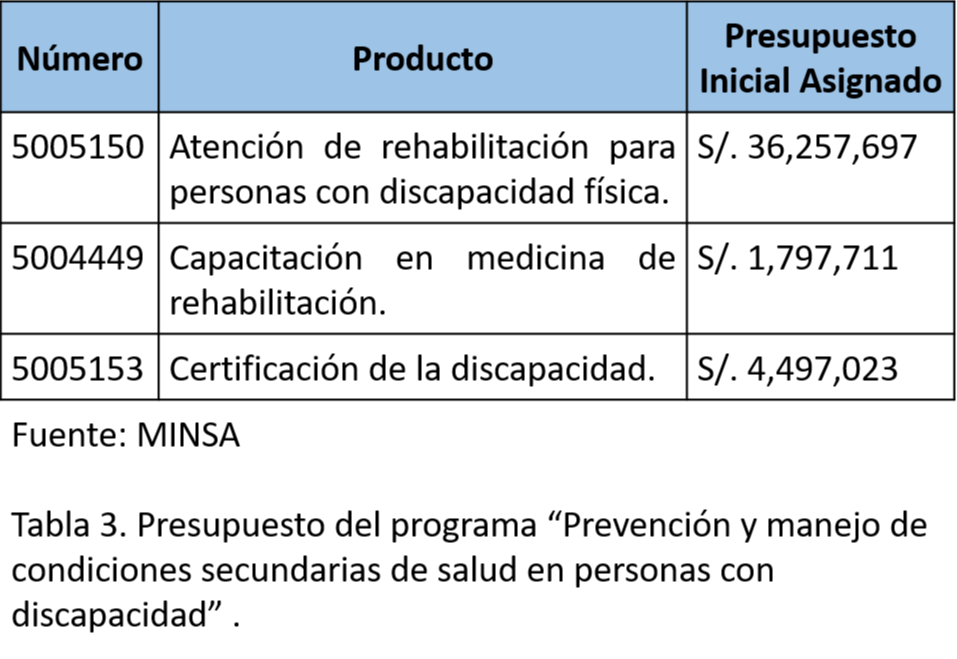 Número
Producto
Presupuesto
Inicial Asignado
5005150
Atención de rehabilitación para
personas con discapacidad física.
S/. 36,257,697
5004449
Capacitación en medicina de
rehabilitación.
S/. 1,797,711
5005153
Certificación de la discapacidad.
S/. 4,497,023
Fuente: MINSA
Tabla 3. Presupuesto del programa “Prevención y manejo de
condiciones secundarias de salud en personas con
discapacidad” .